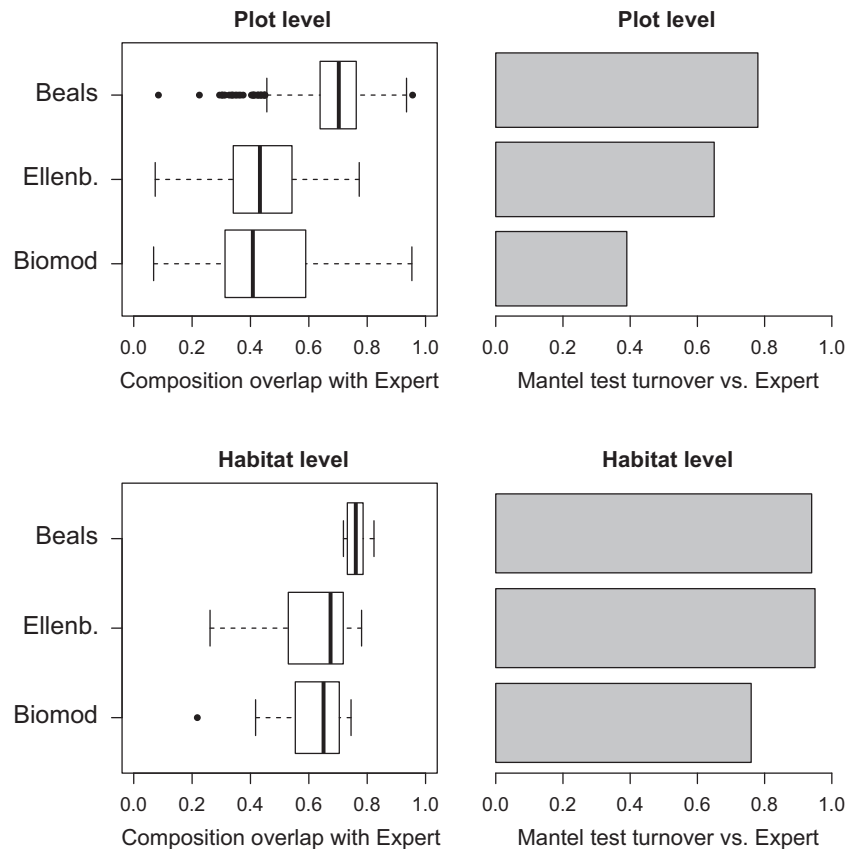 Plot level
Plot level
Beals
Ellenb.
Biomod
0.0 0.2 0.4 0.6 0.8 1.0
0.0 0.2 0.4 0.6 0.8 1.0
Composition overlap with Expert
Mantel test turnover vs. Expert
Habitat level
Habitat level
Beals
Ellenb.
Biomod
0.0 0.2 0.4 0.6 0.8 1.0
0.0 0.2 0.4 0.6 0.8 1.0
Composition overlap with Expert
Mantel test turnover vs. Expert